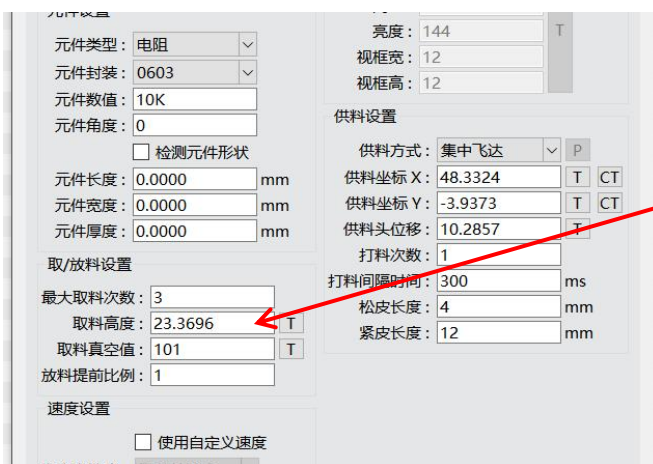 元件设置
元件类型：电阻
元件封装：0603
元件数值：10K
元件角度：0
检测元件形状
元件长度：0.0000 mm
元件宽度：0.0000 mm
元件厚度：0.0000 mm
取/放料设置
最大取料次数：3
取料高度：23.3696 T
取料真空值：101 T
放料提前比例：1
速度设置
使用自定义速度
亮度：144 T
视框宽：12
视框高：12
供料设置
供料方式：集中飞达 P
供料坐标 X：48.3324 T CT
供料坐标 Y：-3.9373 T CT
供料头位移：10.2857 T
打料次数：1
打料间隔时间：300 ms
松皮长度：4 mm
紧皮长度：12 mm